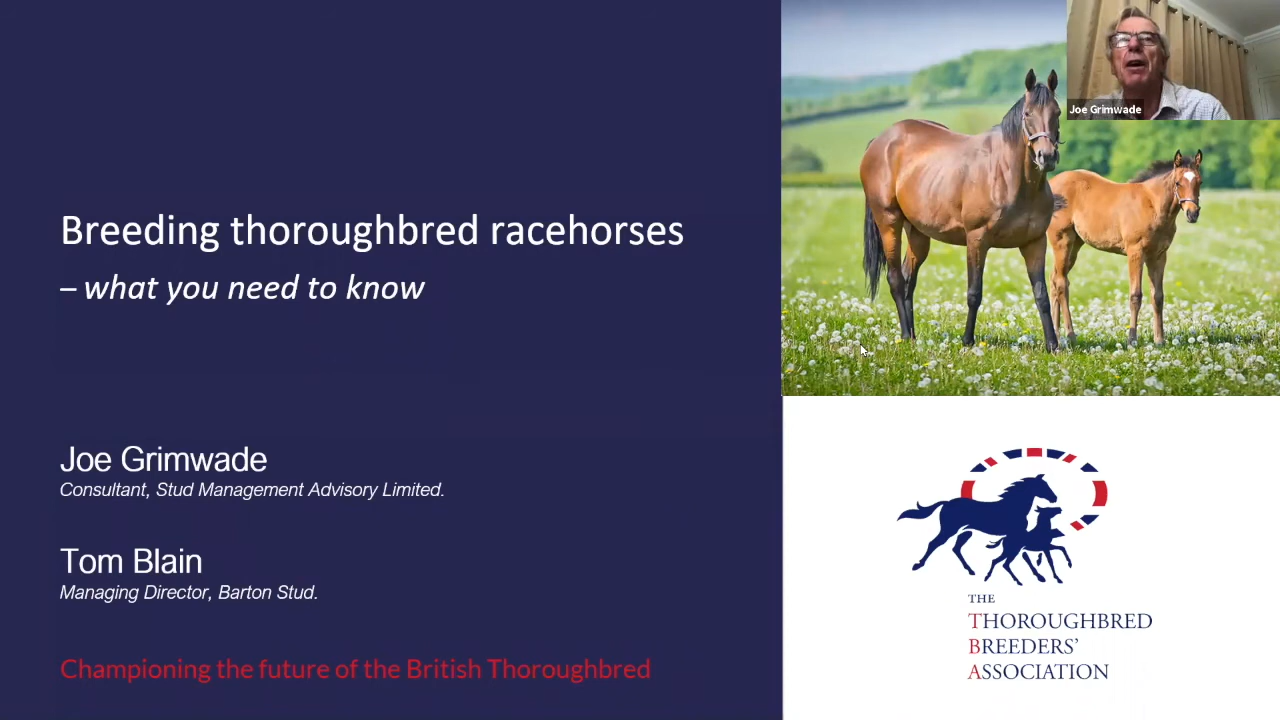 Breeding thoroughbred racehorses
– what you need to know
Joe Grimwade
Consultant, Stud Management Advisory Limited.
Tom Blain
Managing Director, Barton Stud.
Championing the future of the British Thoroughbred
Joe Grimwade
THE
THOROUGHBRED
BREEDERS’
ASSOCIATION